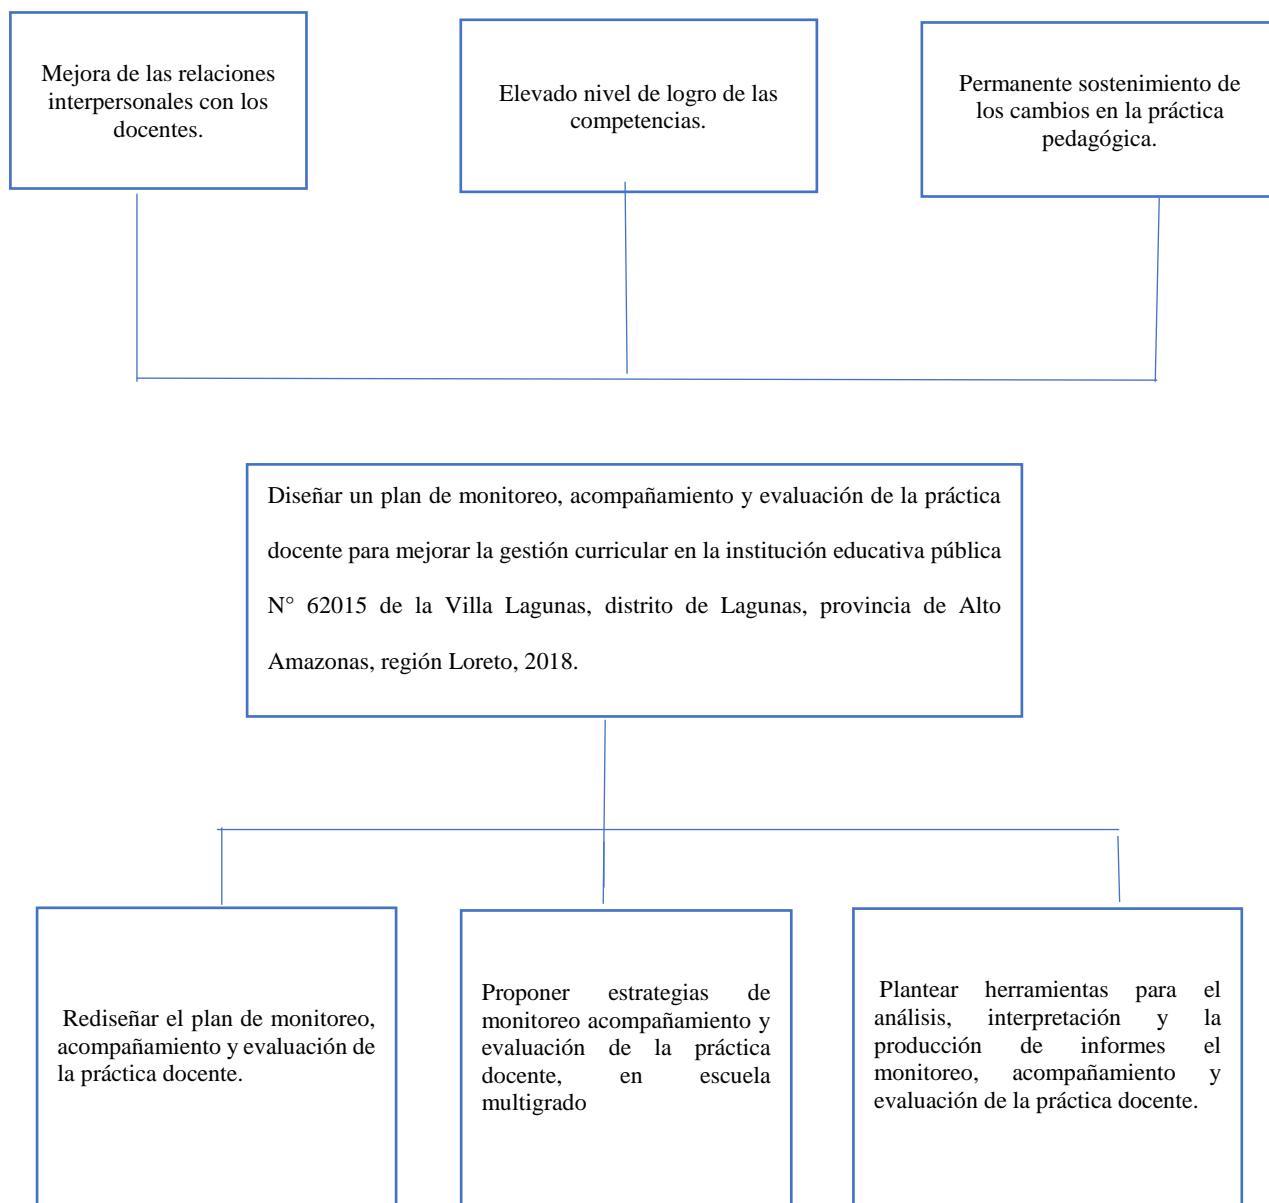 Mejora de las relaciones
interpersonales con los
docentes.
Elevado nivel de logro de las
competencias.
Permanente sostenimiento de
los cambios en la práctica
pedagógica.
Diseñar un plan de monitoreo, acompañamiento y evaluación de la práctica
docente para mejorar la gestión curricular en la institución educativa pública
N° 62015 de la Villa Lagunas, distrito de Lagunas, provincia de Alto
Amazonas, región Loreto, 2018.
Rediseñar el plan de monitoreo,
acompañamiento y evaluación de
la práctica docente.
Proponer estrategias de
monitoreo acompañamiento y
evaluación de la práctica
docente, en escuela
multigrado
Plantear herramientas para el
análisis, interpretación y la
producción de informes el
monitoreo, acompañamiento y
evaluación de la práctica docente.